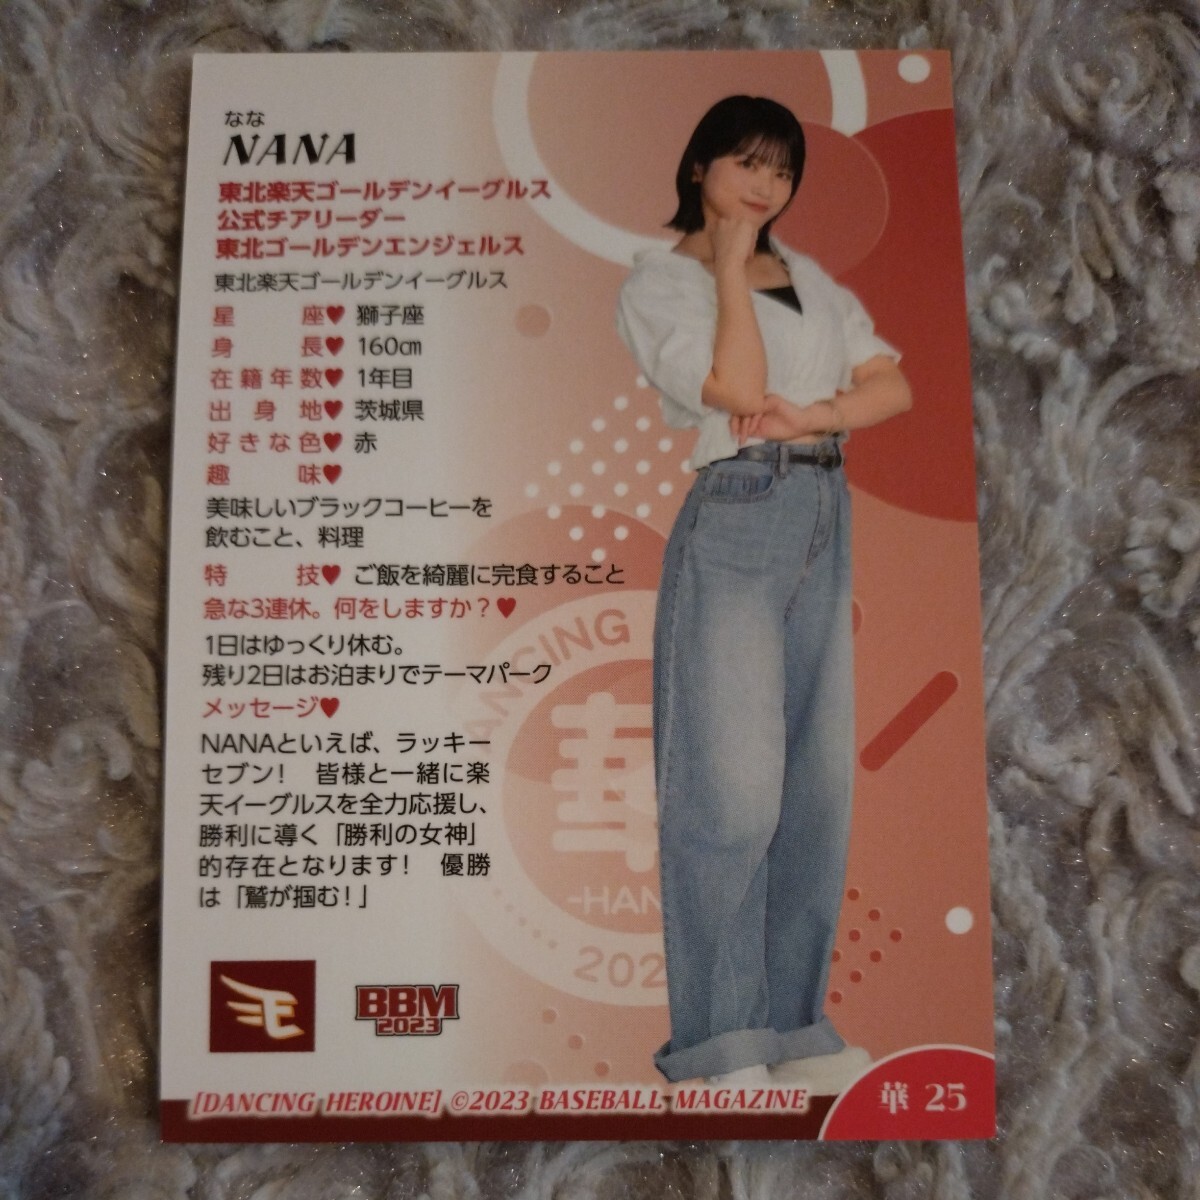 なな
NANA
東北楽天ゴールデンイーグルス
公式チアリーダー
東北ゴールデンエンジェルス
東北楽天ゴールデンイーグルス
星座♥ 獅子座
身長♥ 160㎝
在籍年数♥ 1年目
出身地♥ 茨城県
好きな色♥ 赤
趣味♥
美味しいブラックコーヒーを
飲むこと、料理
特技♥ ご飯を綺麗に完食すること
急な3連休。何をしますか？♥
1日はゆっくり休む。
残り2日はお泊まりでテーマパーク
メッセージ♥
NANAといえば、ラッキー
セブン！　皆様と一緒に楽
天イーグルスを全力応援し、
勝利に導く「勝利の女神」
的存在となります！　優勝
は「鷲が掴む！」
ANCING
華
-HAN
202
E
BBM
2023
[DANCING HEROINE] ©2023 BASEBALL MAGAZINE
華 25